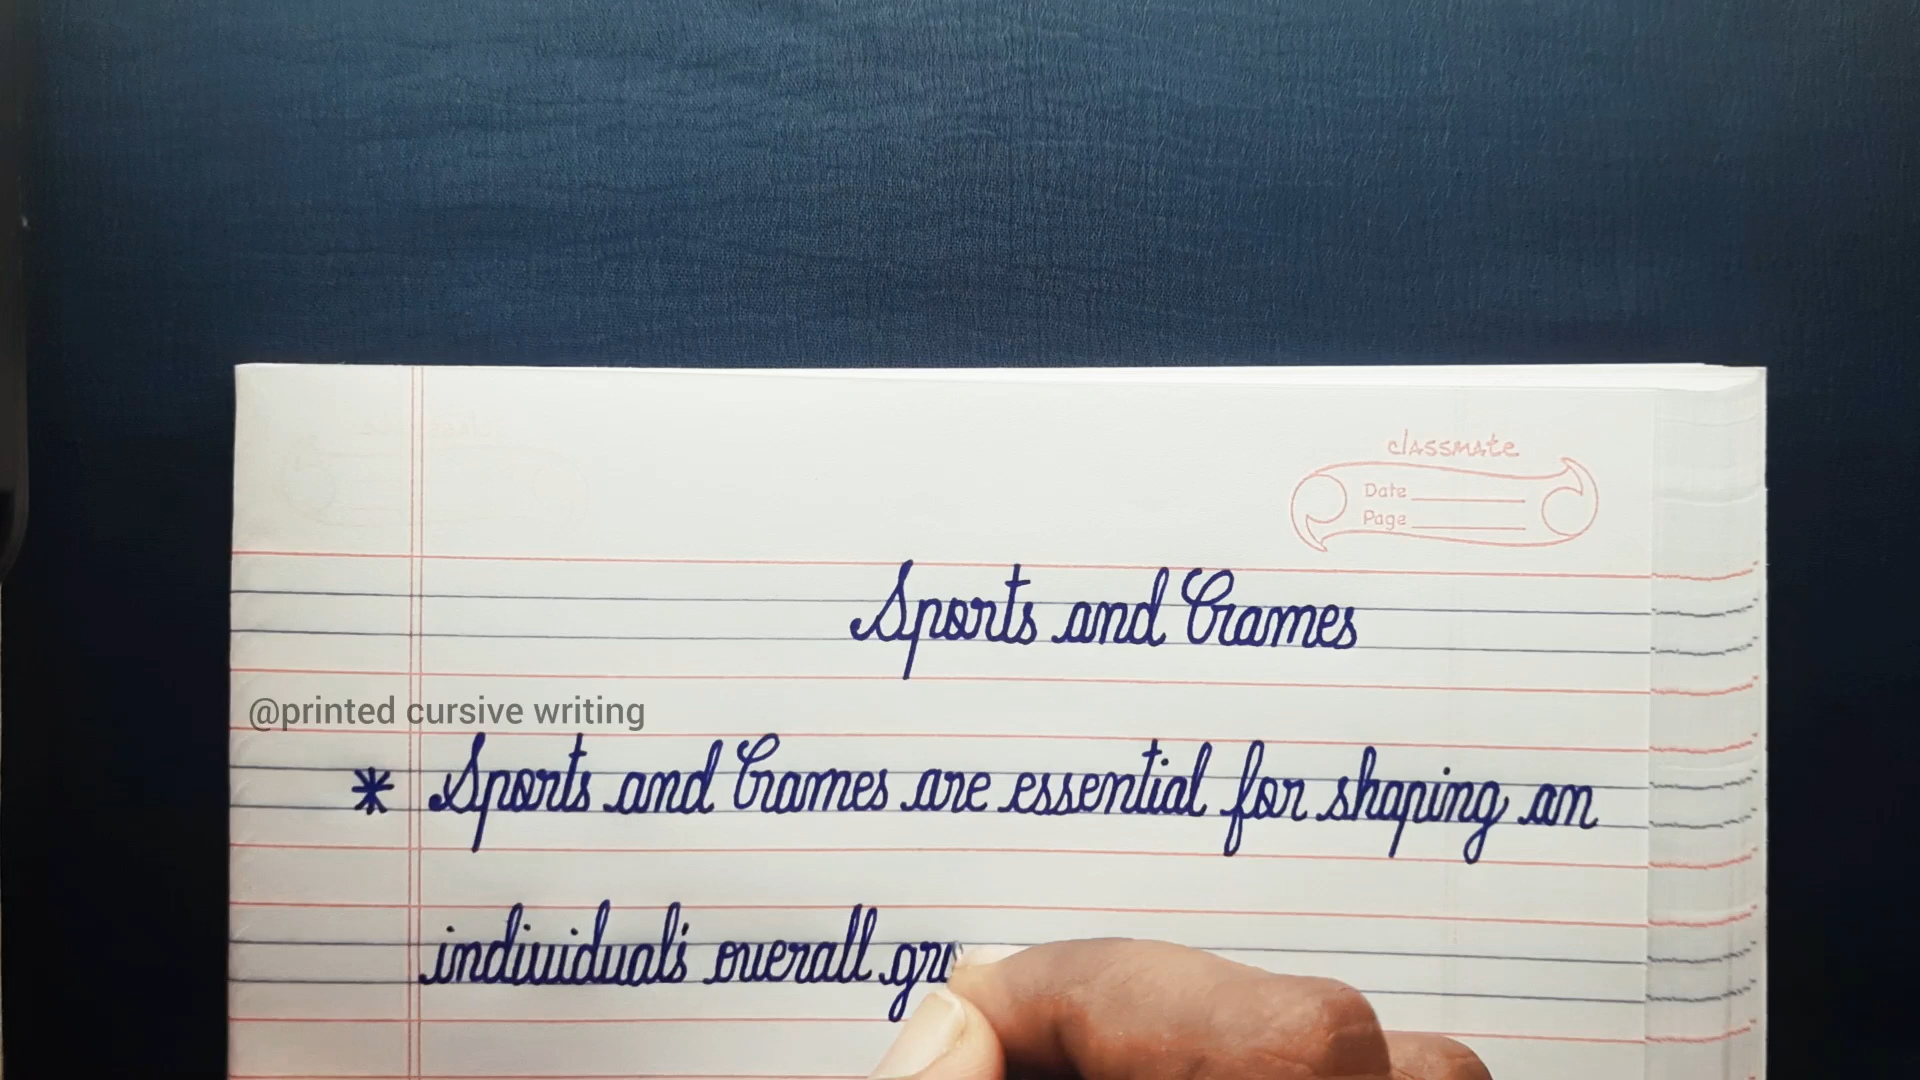 classmate
Date
Page
Sports and Games
@printed cursive writing
* Sports and Games are essential for shaping an
individual's overall